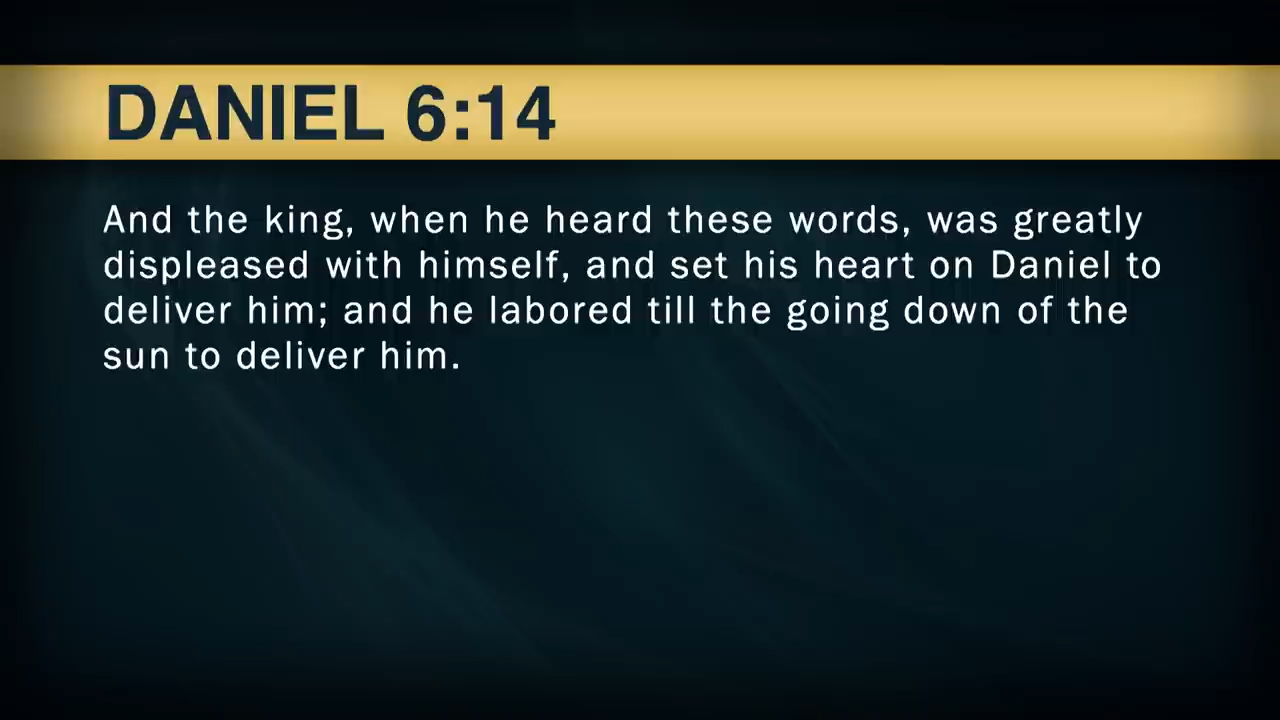 DANIEL 6:14
And the king, when he heard these words, was greatly
displeased with himself, and set his heart on Daniel to
deliver him; and he labored till the going down of the
sun to deliver him.